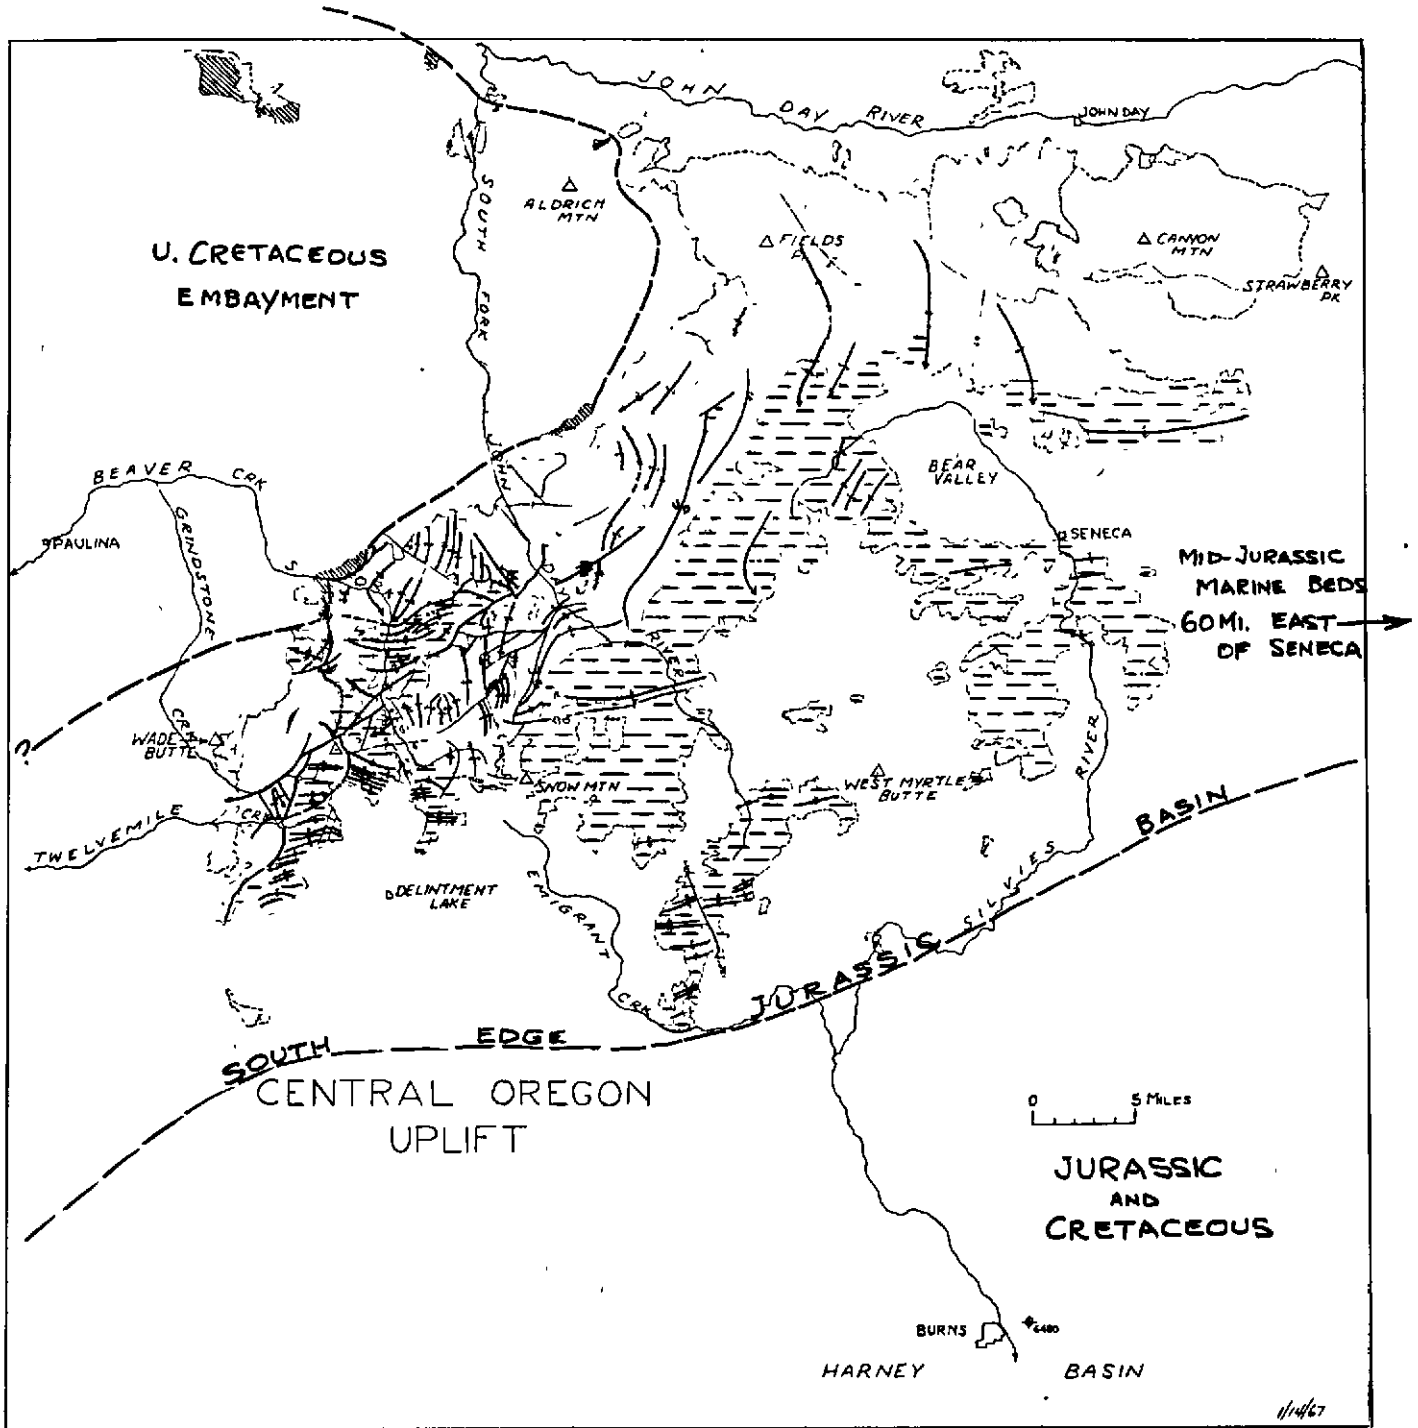 JOHN
DAY
RIVER
JOHN DAY
SOUTH
FORK
JOHN
DAY
RIVER
ALDRICH
MTN
U. CRETACEOUS
EMBAYMENT
FIELDS
PK
CANYON
MTN
STRAWBERRY
PK
BEAVER CRK
PAULINA
GRINDSTONE
CRK
BEAR
VALLEY
SENECA
MID-JURASSIC
MARINE BEDS
60 MI. EAST
OF SENECA
WADE
BUTTE
TWELVEMILE
CRK
SNOW MTN
WEST MYRTLE
BUTTE
SILVIES
RIVER
DELINTMENT
LAKE
EMIGRANT
CRK
SOUTH EDGE JURASSIC BASIN
CENTRAL OREGON
UPLIFT
0 5 MILES
JURASSIC
AND
CRETACEOUS
BURNS
6480
HARNEY BASIN
1/14/67
?